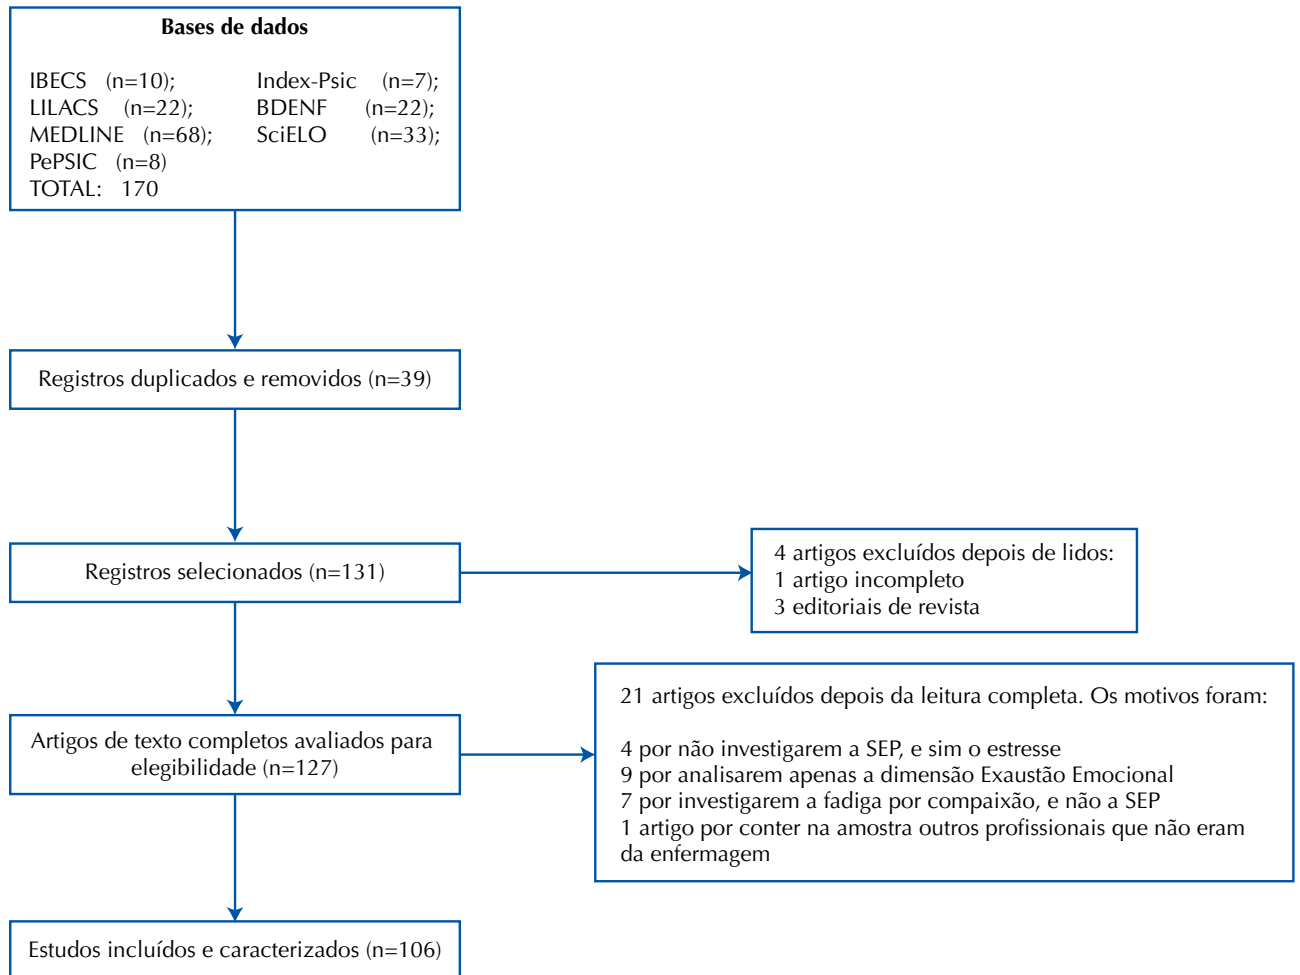 Bases de dados
IBECS (n=10); Index-Psic (n=7);
LILACS (n=22); BDENF (n=22);
MEDLINE (n=68); SciELO (n=33);
PePSIC (n=8)
TOTAL: 170
Registros duplicados e removidos (n=39)
Registros selecionados (n=131)
4 artigos excluídos depois de lidos:
1 artigo incompleto
3 editoriais de revista
Artigos de texto completos avaliados para
elegibilidade (n=127)
21 artigos excluídos depois da leitura completa. Os motivos foram:
4 por não investigarem a SEP, e sim o estresse
9 por analisarem apenas a dimensão Exaustão Emocional
7 por investigarem a fadiga por compaixão, e não a SEP
1 artigo por conter na amostra outros profissionais que não eram
da enfermagem
Estudos incluídos e caracterizados (n=106)